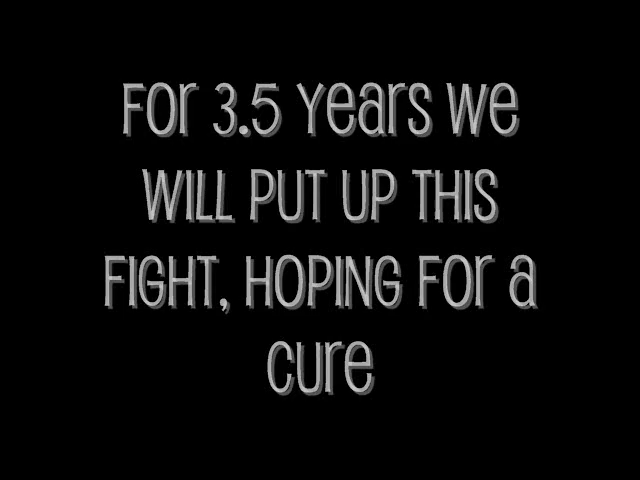 For 3.5 years we
will put up this
fight, hoping for a
cure